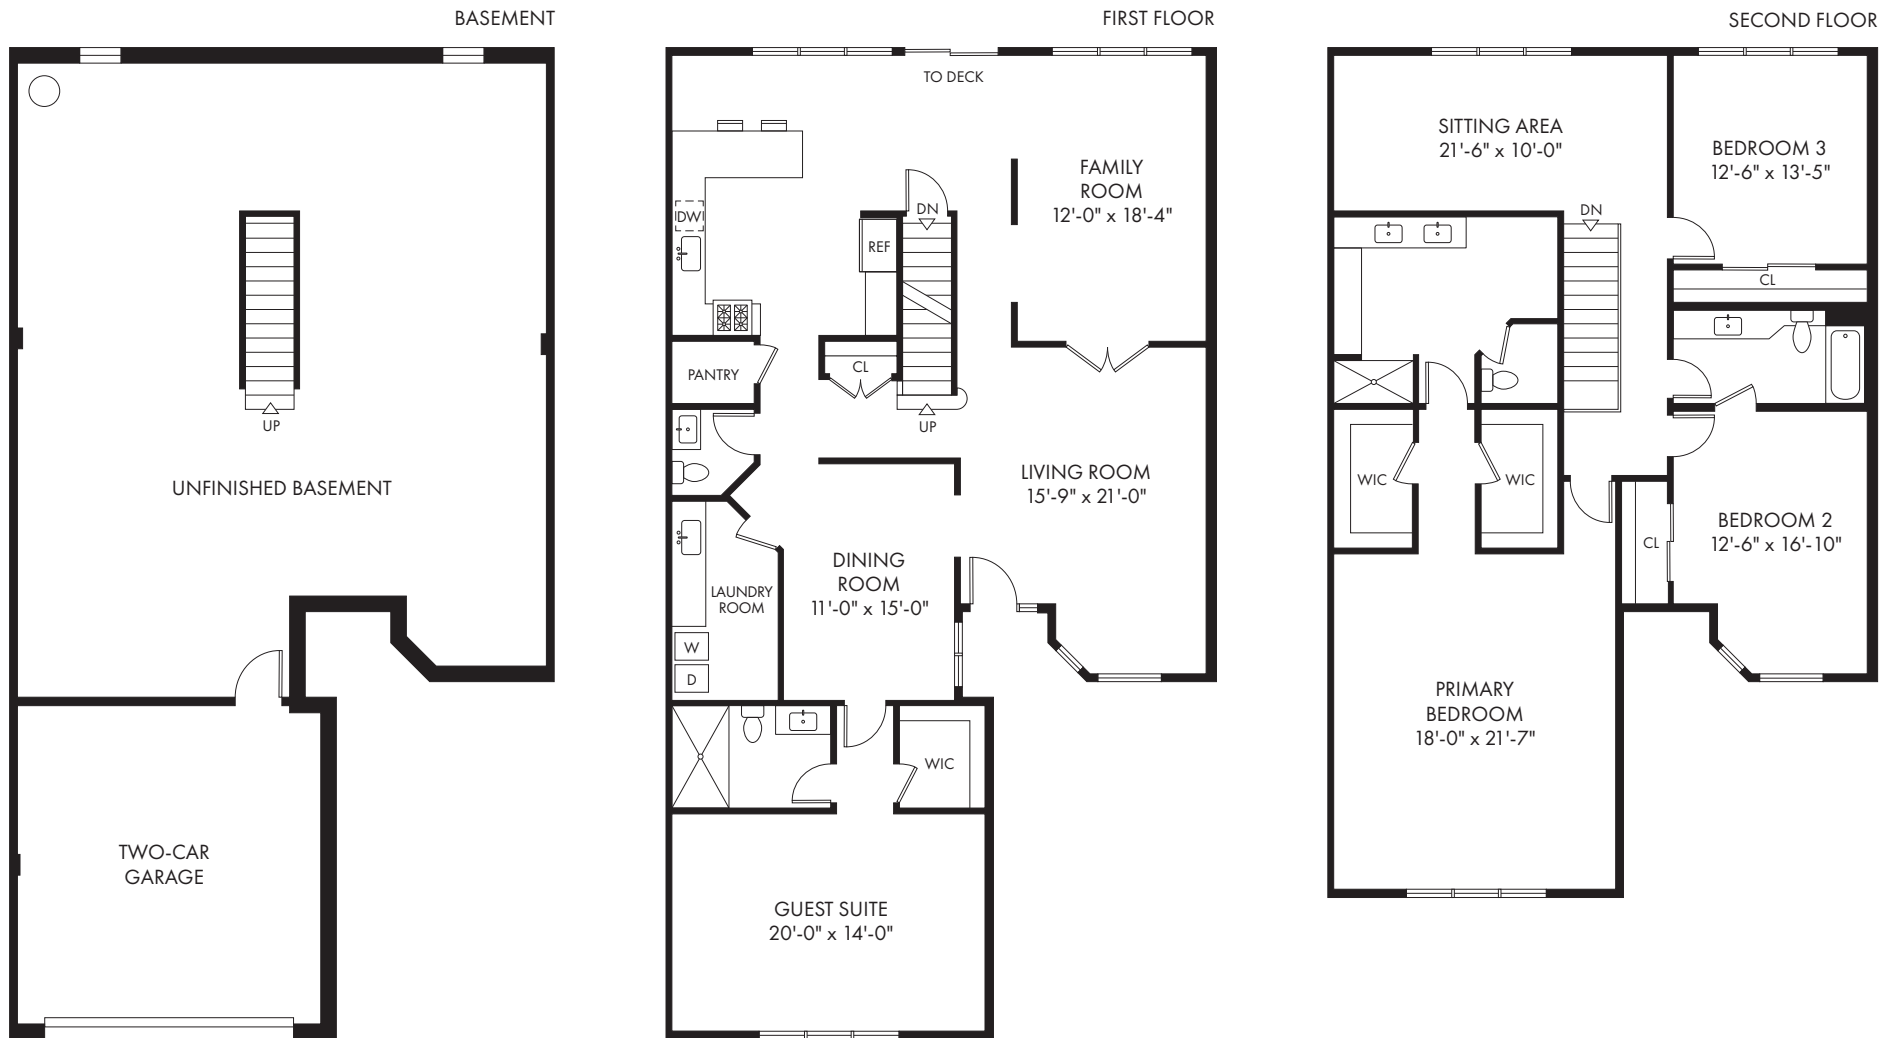 BASEMENT
UP
UNFINISHED BASEMENT
TWO-CAR
GARAGE
FIRST FLOOR
TO DECK
FAMILY
ROOM
12'-0" x 18'-4"
DW
DN
REF
PANTRY
CL
UP
LIVING ROOM
15'-9" x 21'-0"
DINING
ROOM
11'-0" x 15'-0"
LAUNDRY
ROOM
W
D
WIC
GUEST SUITE
20'-0" x 14'-0"
SECOND FLOOR
SITTING AREA
21'-6" x 10'-0"
BEDROOM 3
12'-6" x 13'-5"
DN
CL
WIC
WIC
BEDROOM 2
12'-6" x 16'-10"
CL
PRIMARY
BEDROOM
18'-0" x 21'-7"